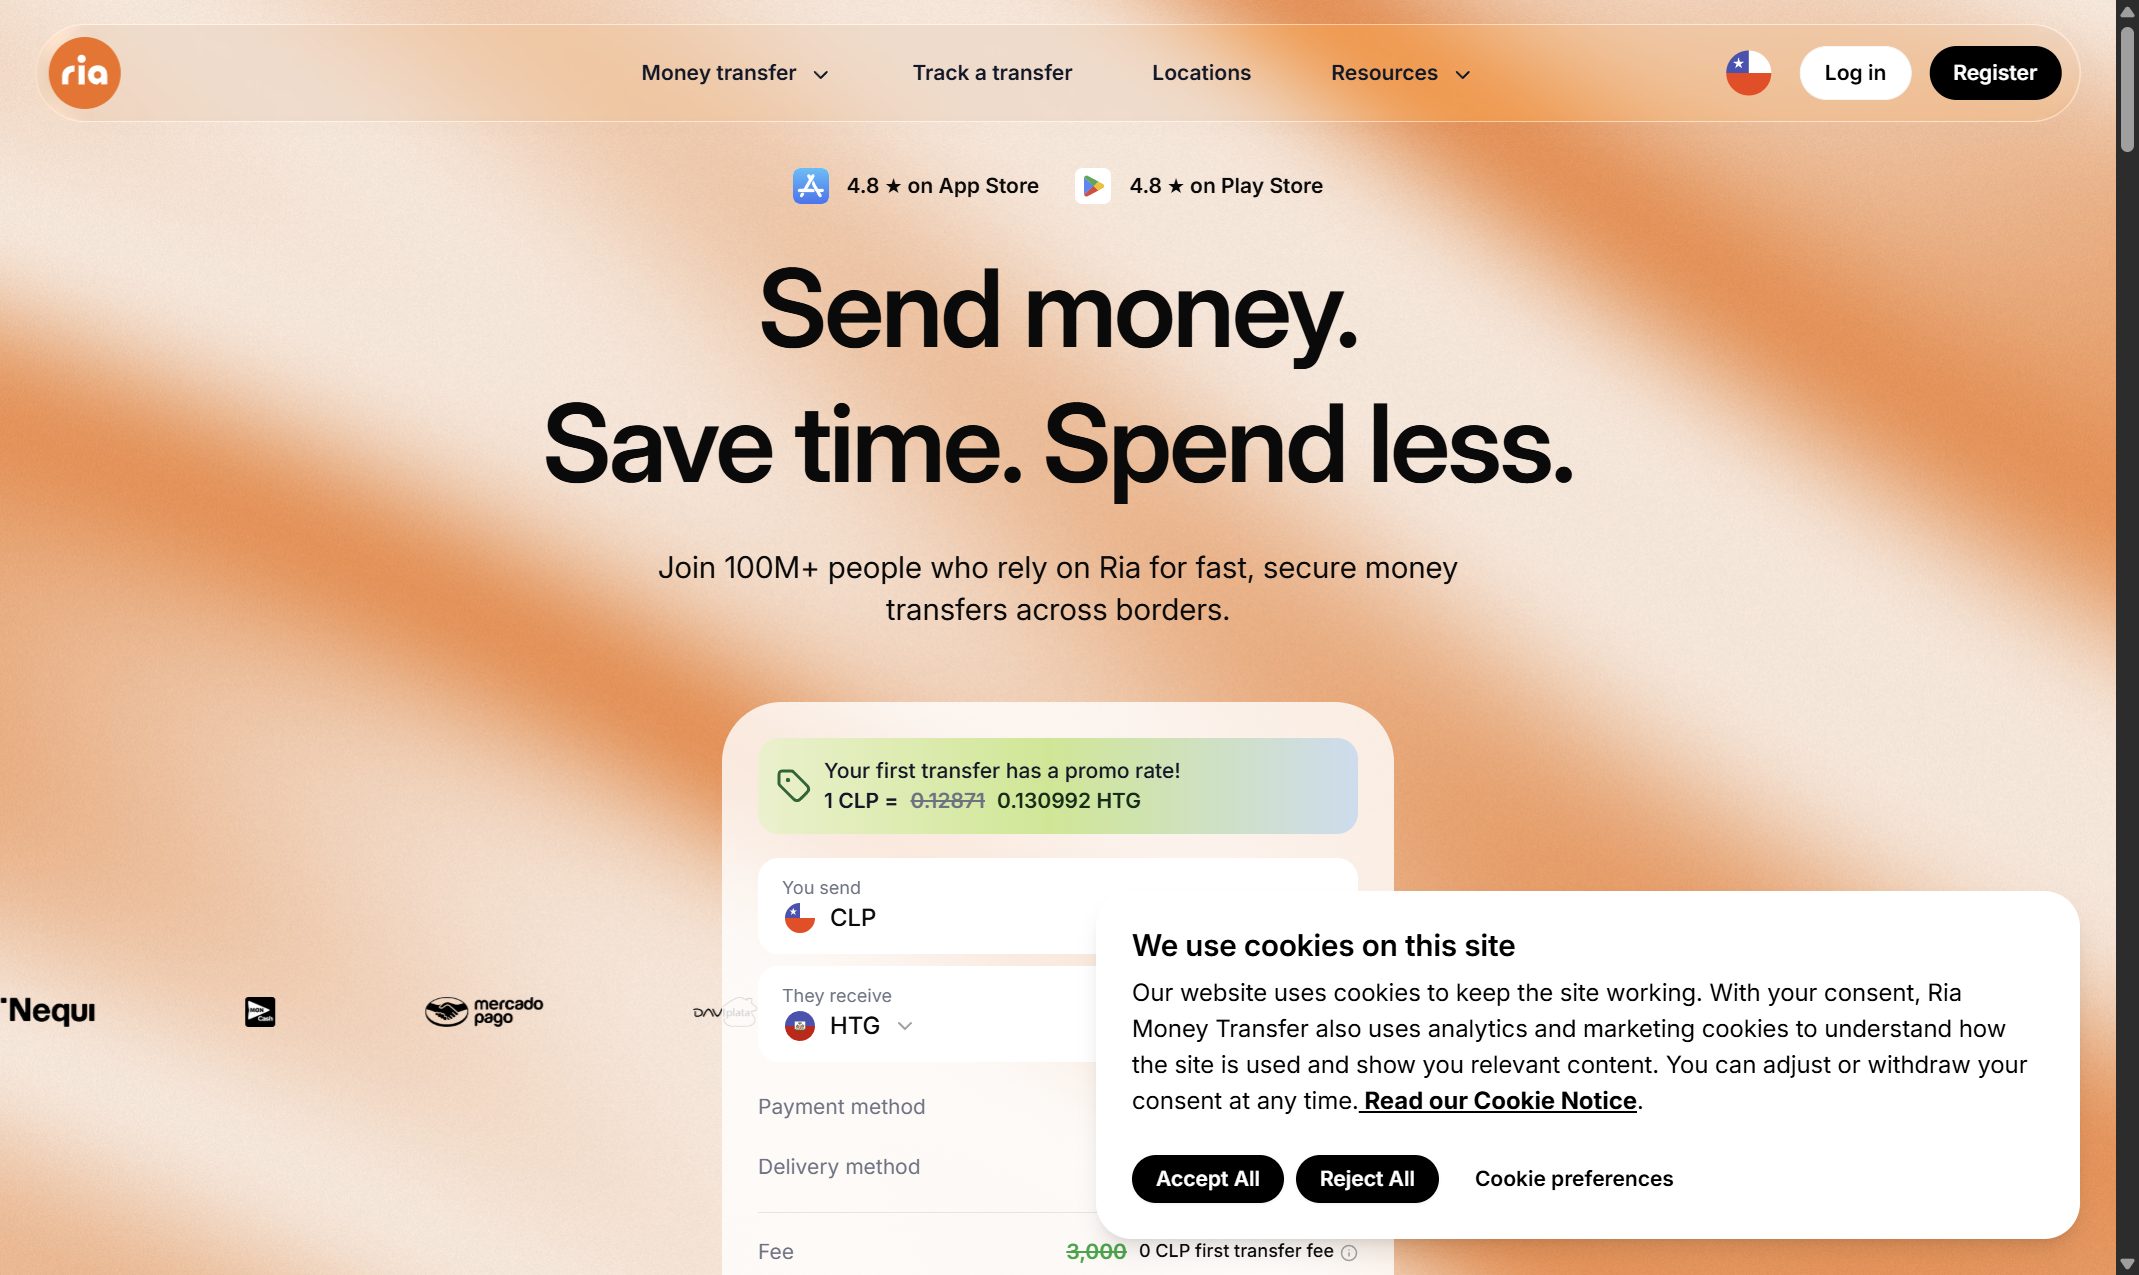 ria
Money transfer
Track a transfer
Locations
Resources
Log in
Register
4.8 ★ on App Store
4.8 ★ on Play Store
Send money.
Save time. Spend less.
Join 100M+ people who rely on Ria for fast, secure money
transfers across borders.
Your first transfer has a promo rate!
1 CLP = 0.12871 0.130992 HTG
You send
CLP
They receive
HTG
Nequi
MON Cash
mercado
pago
DAVIplata
Payment method
Delivery method
Fee
3,000 0 CLP first transfer fee
We use cookies on this site
Our website uses cookies to keep the site working. With your consent, Ria
Money Transfer also uses analytics and marketing cookies to understand how
the site is used and show you relevant content. You can adjust or withdraw your
consent at any time. Read our Cookie Notice.
Accept All
Reject All
Cookie preferences